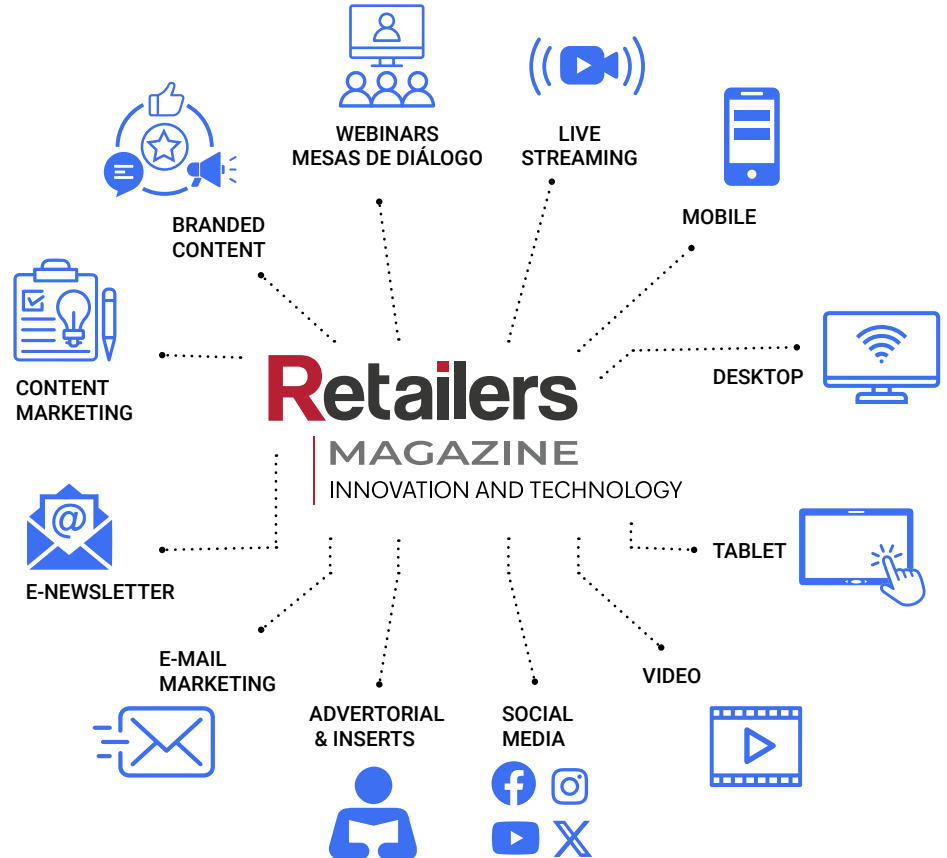 WEBINARS
MESAS DE DIÁLOGO
LIVE
STREAMING
MOBILE
BRANDED
CONTENT
DESKTOP
CONTENT
MARKETING
Retailers
MAGAZINE
INNOVATION AND TECHNOLOGY
@
TABLET
E-NEWSLETTER
E-MAIL
MARKETING
VIDEO
ADVERTORIAL
& INSERTS
SOCIAL
MEDIA